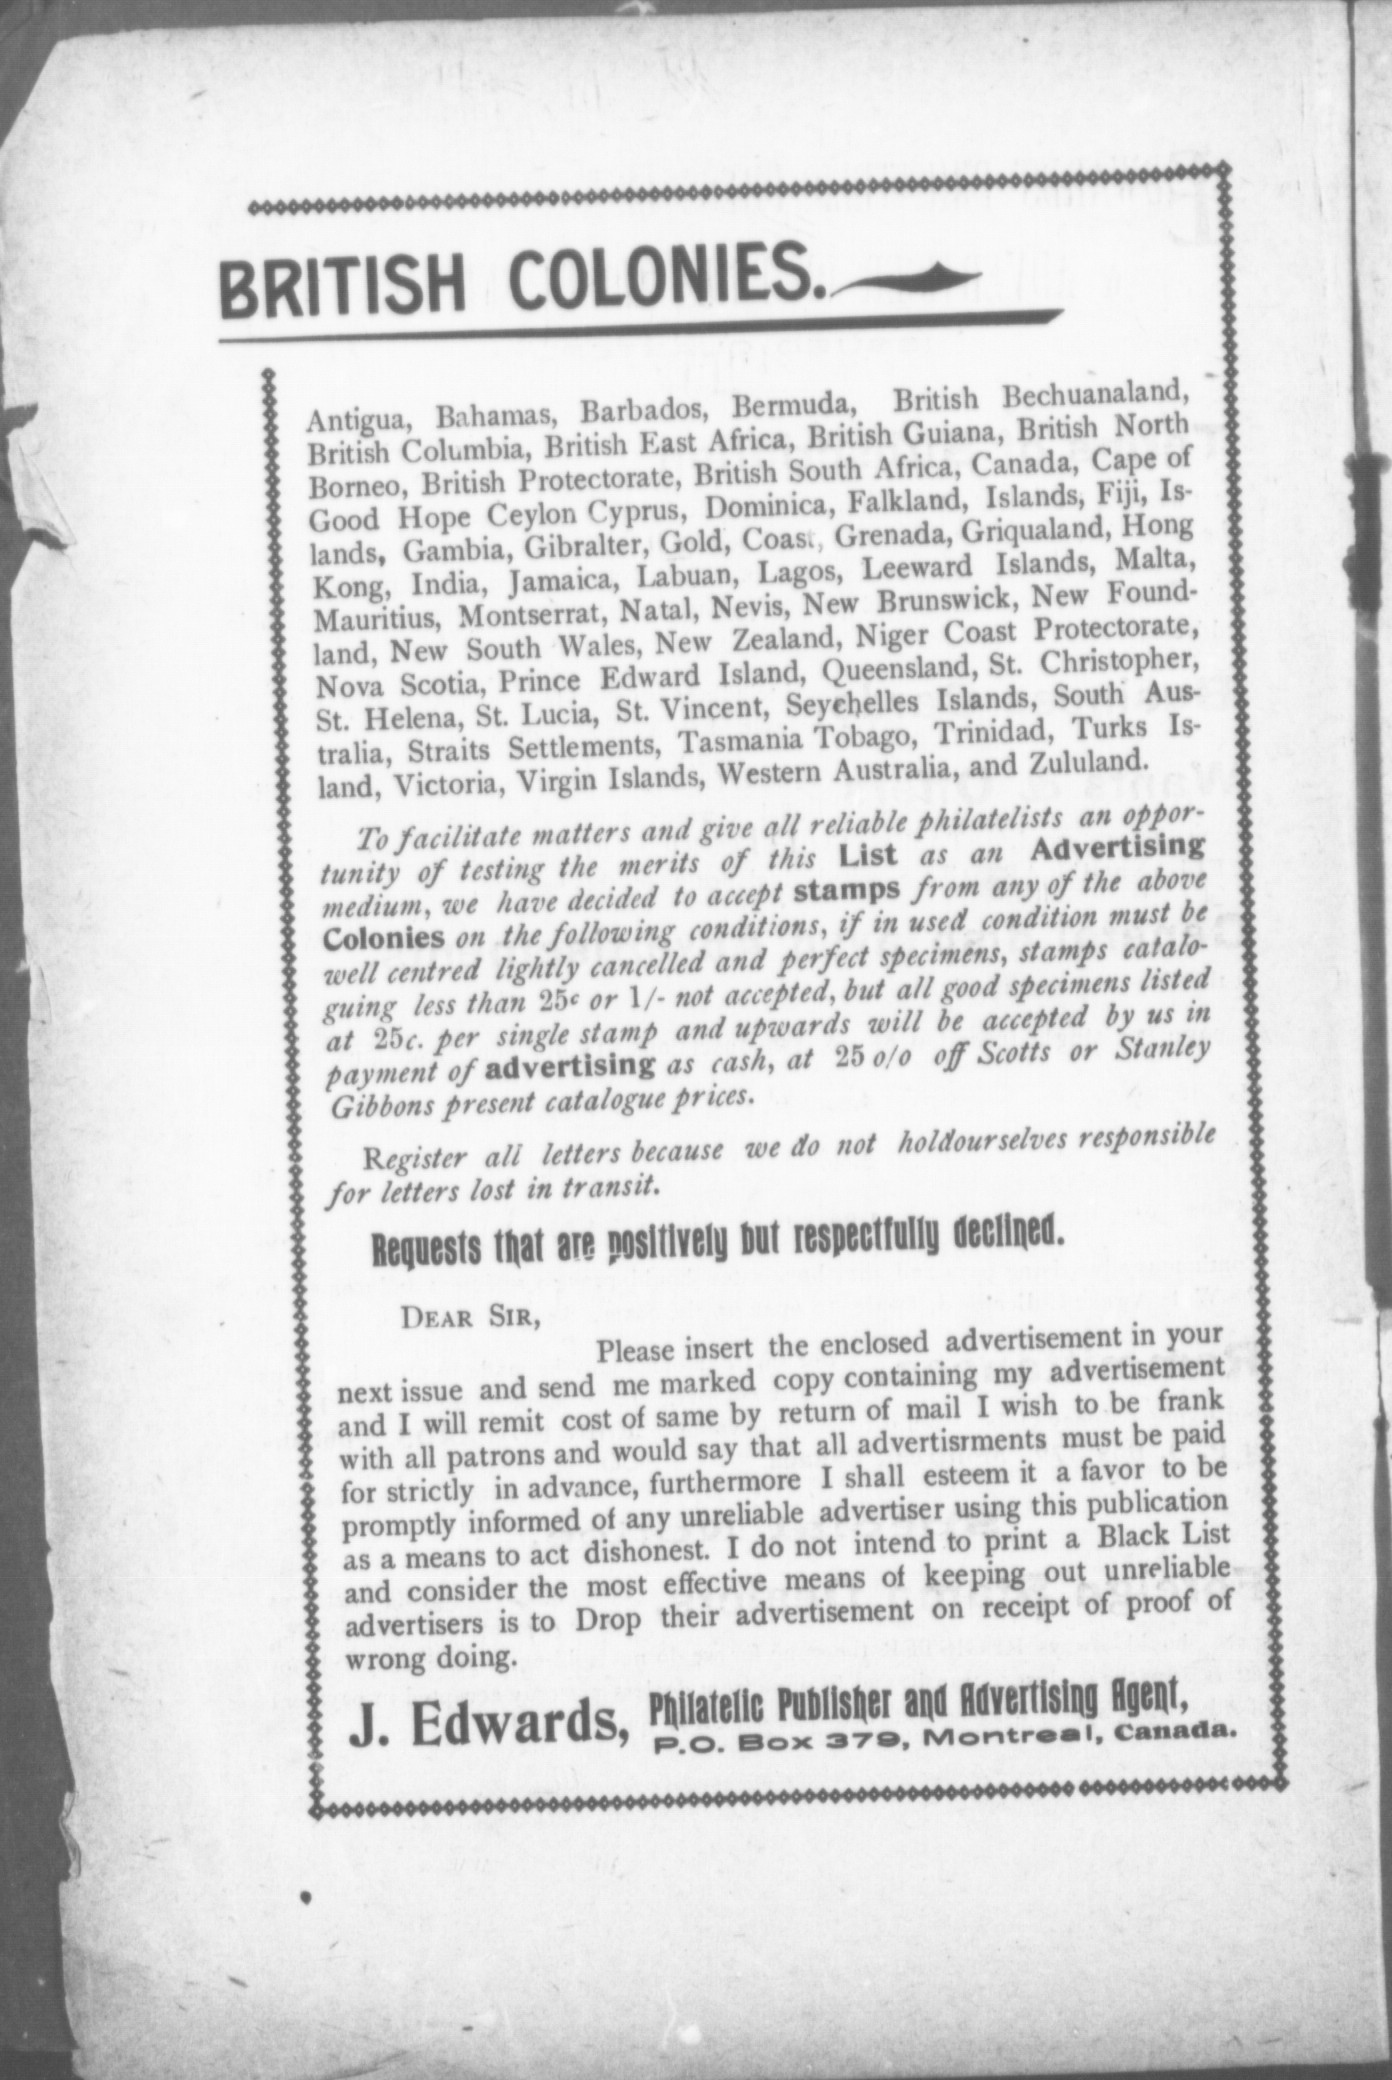 BRITISH COLONIES.
Antigua, Bahamas, Barbados, Bermuda, British Bechuanaland,
British Columbia, British East Africa, British Guiana, British North
Borneo, British Protectorate, British South Africa, Canada, Cape of
Good Hope Ceylon Cyprus, Dominica, Falkland, Islands, Fiji, Is-
lands, Gambia, Gibralter, Gold, Coast, Grenada, Griqualand, Hong
Kong, India, Jamaica, Labuan, Lagos, Leeward Islands, Malta,
Mauritius, Montserrat, Natal, Nevis, New Brunswick, New Found-
land, New South Wales, New Zealand, Niger Coast Protectorate,
Nova Scotia, Prince Edward Island, Queensland, St. Christopher,
St. Helena, St. Lucia, St. Vincent, Seychelles Islands, South Aus-
tralia, Straits Settlements, Tasmania Tobago, Trinidad, Turks Is-
land, Victoria, Virgin Islands, Western Australia, and Zululand.
To facilitate matters and give all reliable philatelists an oppor-
tunity of testing the merits of this List as an Advertising
medium, we have decided to accept stamps from any of the above
Colonies on the following conditions, if in used condition must be
well centred lightly cancelled and perfect specimens, stamps catalo-
guing less than 25c or 1/- not accepted, but all good specimens listed
at 25c. per single stamp and upwards will be accepted by us in
payment of advertising as cash, at 25 o/o off Scotts or Stanley
Gibbons present catalogue prices.
Register all letters because we do not holdourselves responsible
for letters lost in transit.
Requests that are positively but respectfully declined.
DEAR SIR,
Please insert the enclosed advertisement in your
next issue and send me marked copy containing my advertisement
and I will remit cost of same by return of mail I wish to be frank
with all patrons and would say that all advertisrments must be paid
for strictly in advance, furthermore I shall esteem it a favor to be
promptly informed of any unreliable advertiser using this publication
as a means to act dishonest. I do not intend to print a Black List
and consider the most effective means of keeping out unreliable
advertisers is to Drop their advertisement on receipt of proof of
wrong doing.
J. Edwards, Philatelic Publisher and Advertising Agent,
P.O. Box 379, Montreal, Canada.